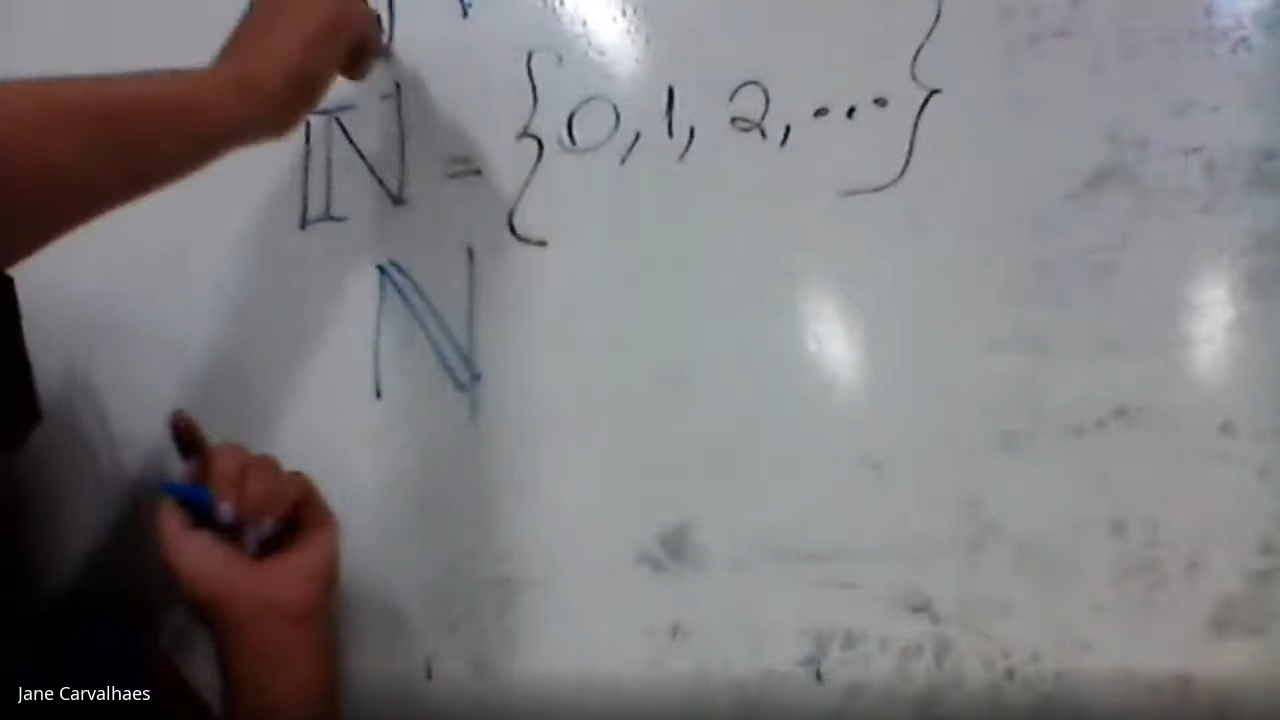 ℕ = {0, 1, 2, ...}
ℕ
Jane Carvalhaes